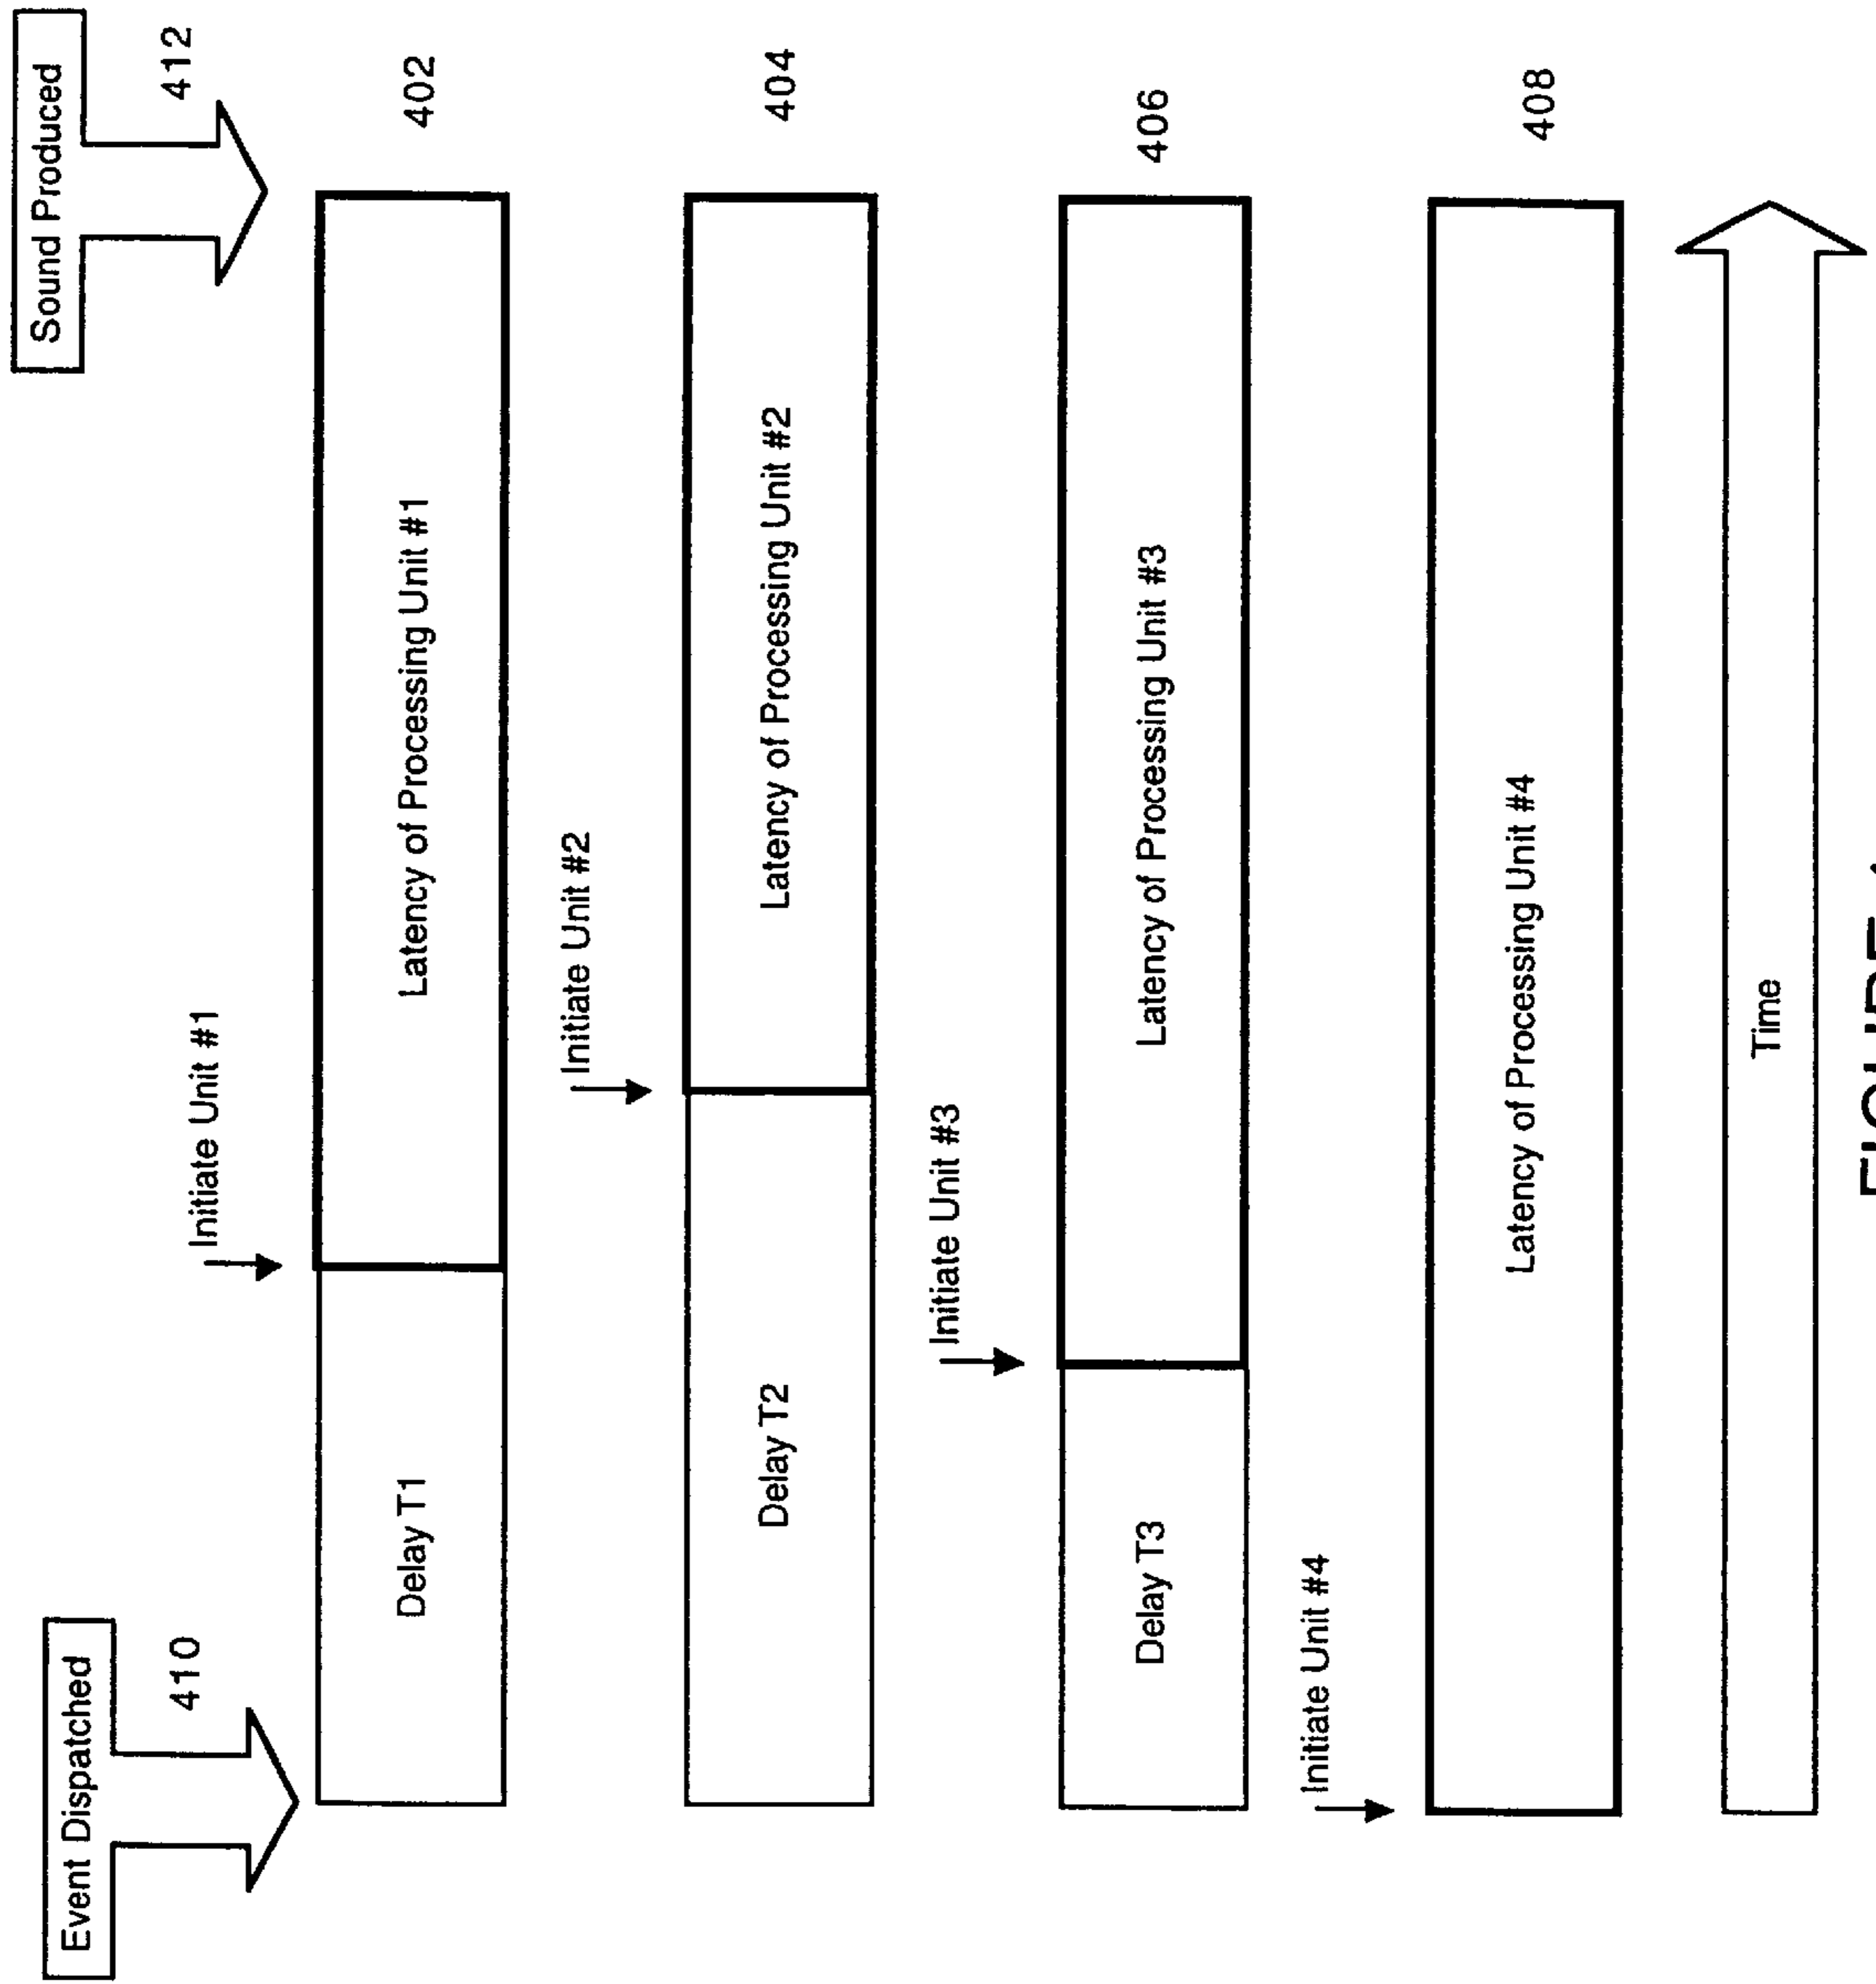 Event Dispatched
410
Sound Produced
412
Initiate Unit #1
Delay T1
Latency of Processing Unit #1
402
Initiate Unit #2
Delay T2
Latency of Processing Unit #2
404
Initiate Unit #3
Delay T3
Latency of Processing Unit #3
406
Initiate Unit #4
Latency of Processing Unit #4
408
Time
FIGURE